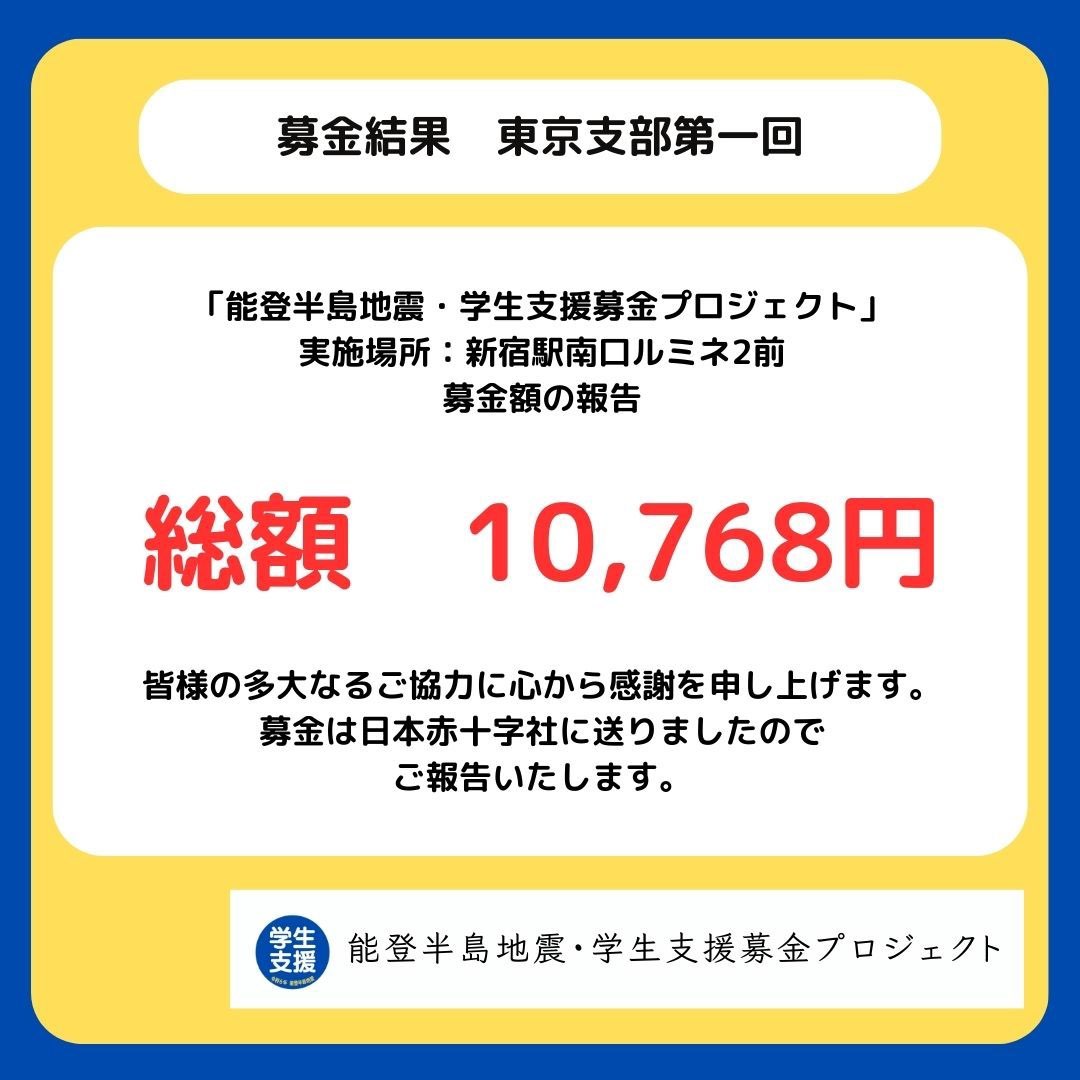 募金結果　東京支部第一回
「能登半島地震・学生支援募金プロジェクト」
実施場所：新宿駅南口ルミネ2前
募金額の報告
総額　10,768円
皆様の多大なるご協力に心から感謝を申し上げます。
募金は日本赤十字社に送りましたので
ご報告いたします。
学生
支援
能登半島地震・学生支援募金プロジェクト